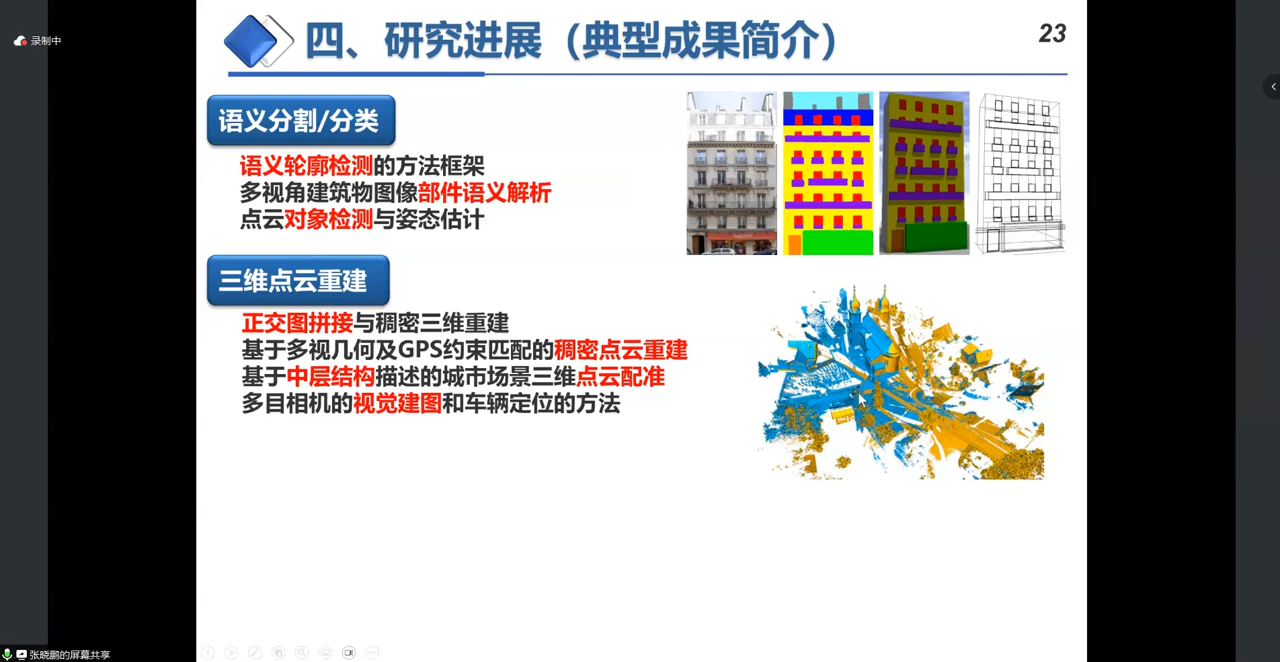 录制中
四、研究进展（典型成果简介）
23
语义分割/分类
语义轮廓检测的方法框架
多视角建筑物图像部件语义解析
点云对象检测与姿态估计
三维点云重建
正交图拼接与稠密三维重建
基于多视几何及GPS约束匹配的稠密点云重建
基于中层结构描述的城市场景三维点云配准
多目相机的视觉建图和车辆定位的方法
张晓鹏的屏幕共享